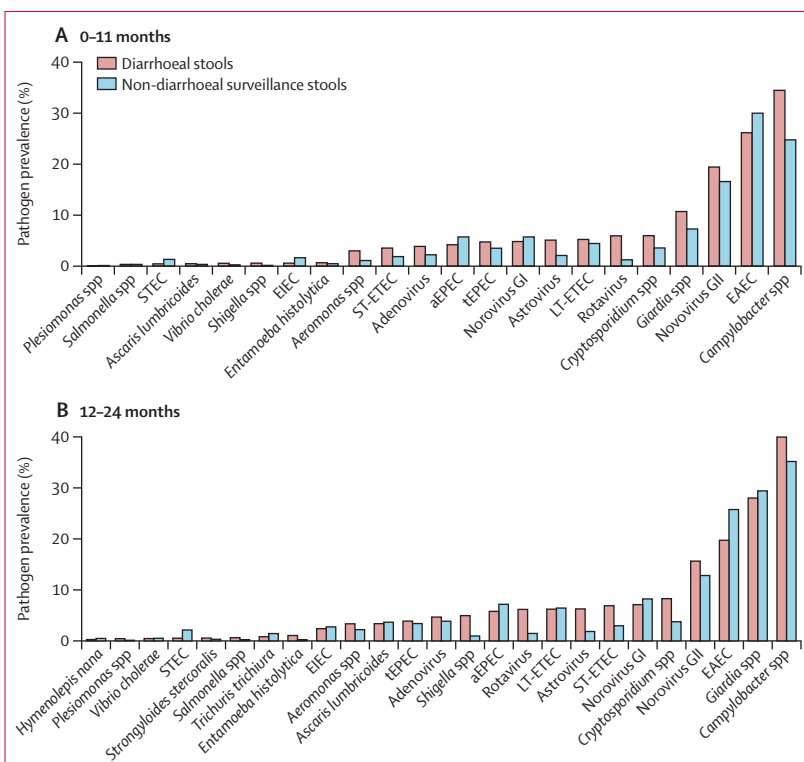 A 0–11 months
Diarrhoeal stools
Non-diarrhoeal surveillance stools
Pathogen prevalence (%)
40
30
20
10
0
Plesiomonas spp
Salmonella spp
STEC
Ascaris lumbricoides
Vibrio cholerae
Shigella spp
EIEC
Entamoeba histolytica
Aeromonas spp
ST-ETEC
Adenovirus
aEPEC
tEPEC
Norovirus GI
Astrovirus
LT-ETEC
Rotavirus
Cryptosporidium spp
Giardia spp
Novovirus GII
EAEC
Campylobacter spp
B 12–24 months
Pathogen prevalence (%)
40
30
20
10
0
Hymenolepis nana
Plesiomonas spp
Vibrio cholerae
STEC
Strongyloides stercoralis
Salmonella spp
Trichuris trichiura
Entamoeba histolytica
EIEC
Aeromonas spp
Ascaris lumbricoides
tEPEC
Adenovirus
Shigella spp
aEPEC
Rotavirus
LT-ETEC
Astrovirus
ST-ETEC
Norovirus GI
Cryptosporidium spp
Norovirus GII
EAEC
Giardia spp
Campylobacter spp